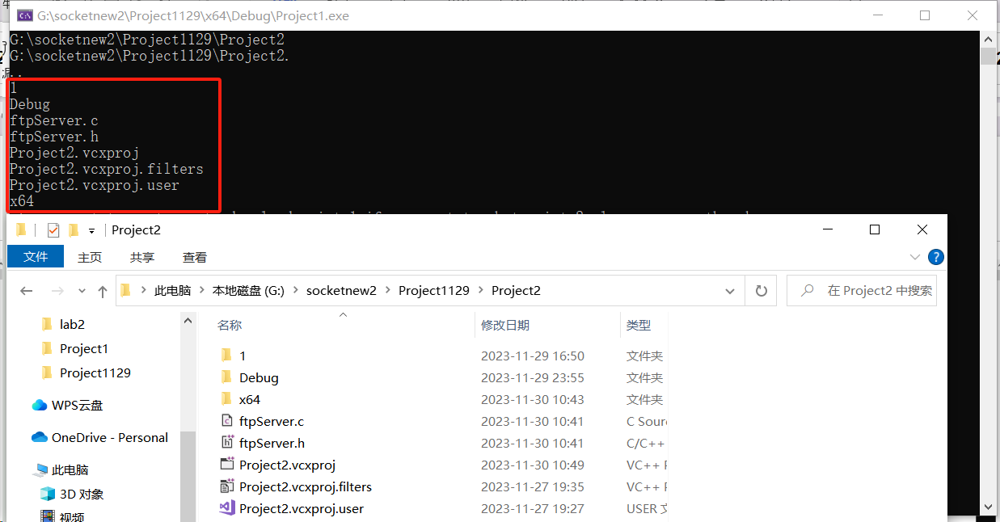 G:\socketnew2\Project1129\x64\Debug\Project1.exe
G:\socketnew2\Project1129\Project2
G:\socketnew2\Project1129\Project2.
..
1
Debug
ftpServer.c
ftpServer.h
Project2.vcxproj
Project2.vcxproj.filters
Project2.vcxproj.user
x64
Project2
文件 主页 共享 查看
此电脑 本地磁盘 (G:) socketnew2 Project1129 Project2 在 Project2 中搜索
lab2
Project1
Project1129
WPS云盘
OneDrive - Personal
此电脑
3D 对象
视频
名称 修改日期 类型
1 2023-11-29 16:50 文件夹
Debug 2023-11-29 23:55 文件夹
x64 2023-11-30 10:43 文件夹
ftpServer.c 2023-11-30 10:41 C Sour
ftpServer.h 2023-11-30 10:41 C/C++
Project2.vcxproj 2023-11-30 10:49 VC++
Project2.vcxproj.filters 2023-11-27 19:35 VC++
Project2.vcxproj.user 2023-11-27 19:27 USER